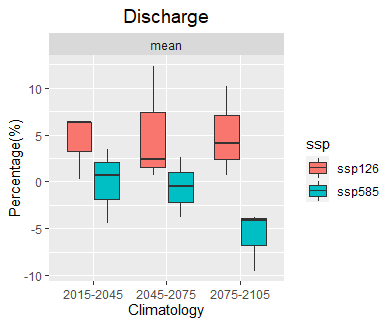 Discharge
mean
Percentage(%)
10
5
0
-5
-10
2015-2045 2045-2075 2075-2105
Climatology
ssp
ssp126
ssp585